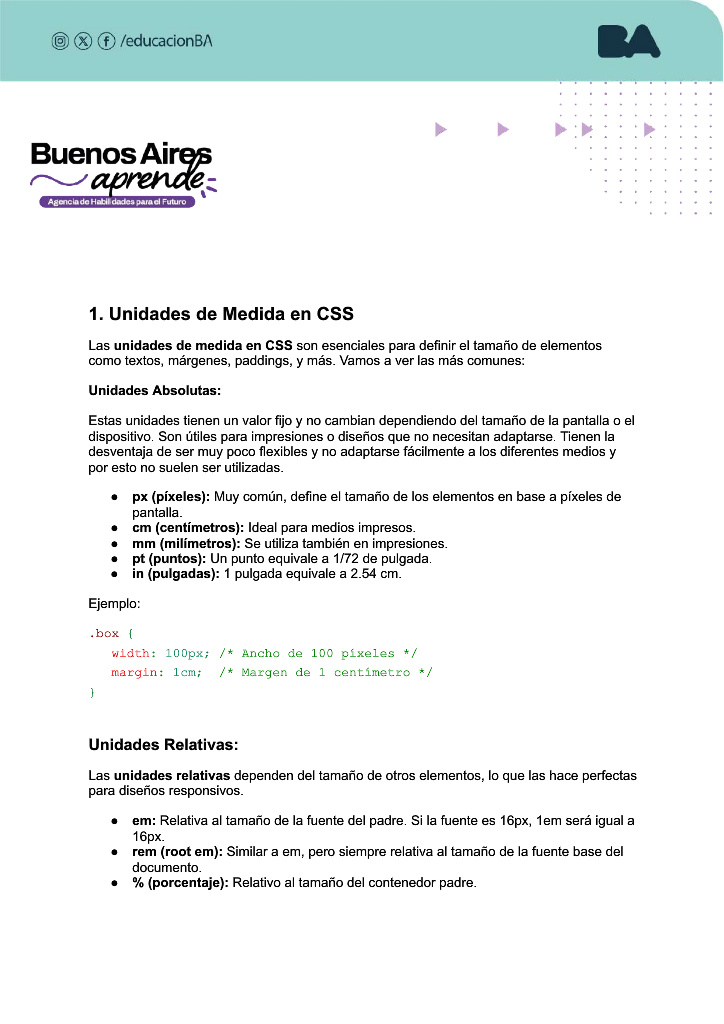 /educacionBA
BA
Buenos Aires
aprende
Agencia de Habilidades para el Futuro
1. Unidades de Medida en CSS
Las unidades de medida en CSS son esenciales para definir el tamaño de elementos
como textos, márgenes, paddings, y más. Vamos a ver las más comunes:
Unidades Absolutas:
Estas unidades tienen un valor fijo y no cambian dependiendo del tamaño de la pantalla o el
dispositivo. Son útiles para impresiones o diseños que no necesitan adaptarse. Tienen la
desventaja de ser muy poco flexibles y no adaptarse fácilmente a los diferentes medios y
por esto no suelen ser utilizadas.
● px (píxeles): Muy común, define el tamaño de los elementos en base a píxeles de
pantalla.
● cm (centímetros): Ideal para medios impresos.
● mm (milímetros): Se utiliza también en impresiones.
● pt (puntos): Un punto equivale a 1/72 de pulgada.
● in (pulgadas): 1 pulgada equivale a 2.54 cm.
Ejemplo:
.box {
width: 100px; /* Ancho de 100 píxeles */
margin: 1cm; /* Margen de 1 centímetro */
}
Unidades Relativas:
Las unidades relativas dependen del tamaño de otros elementos, lo que las hace perfectas
para diseños responsivos.
● em: Relativa al tamaño de la fuente del padre. Si la fuente es 16px, 1em será igual a
16px.
● rem (root em): Similar a em, pero siempre relativa al tamaño de la fuente base del
documento.
● % (porcentaje): Relativo al tamaño del contenedor padre.